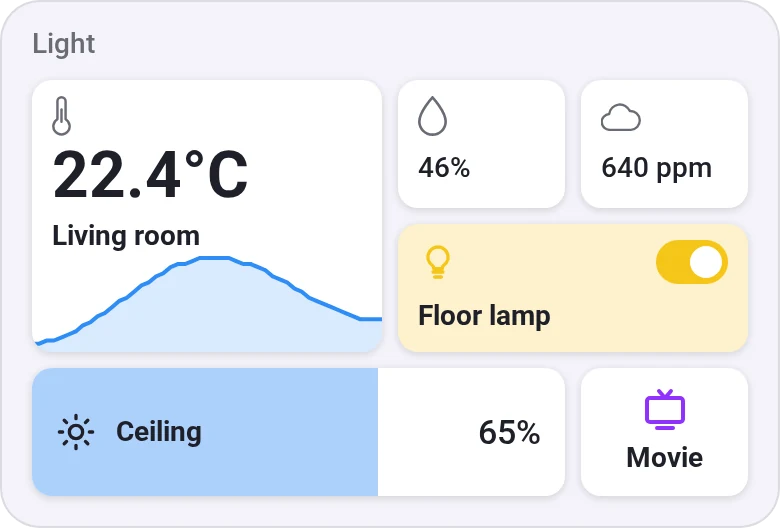 Light
22.4°C
Living room
46%
640 ppm
Floor lamp
Ceiling
65%
Movie